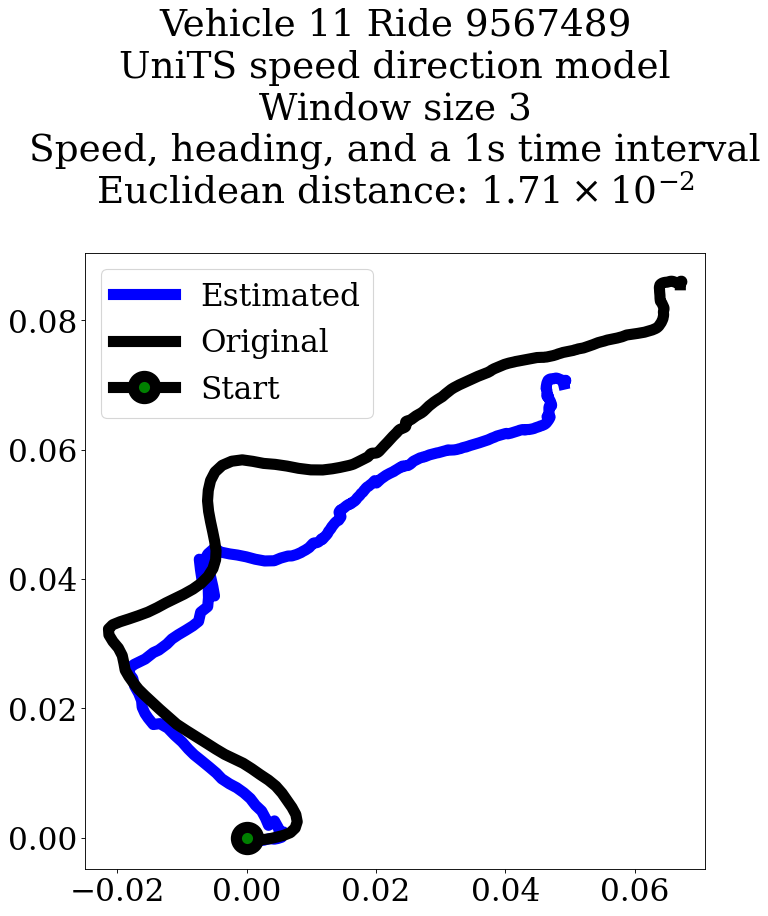 Vehicle 11 Ride 9567489
UniTS speed direction model
Window size 3
Speed, heading, and a 1s time interval
Euclidean distance: 1.71 × 10⁻²
Estimated
Original
Start
0.08
0.06
0.04
0.02
0.00
−0.02 0.00 0.02 0.04 0.06